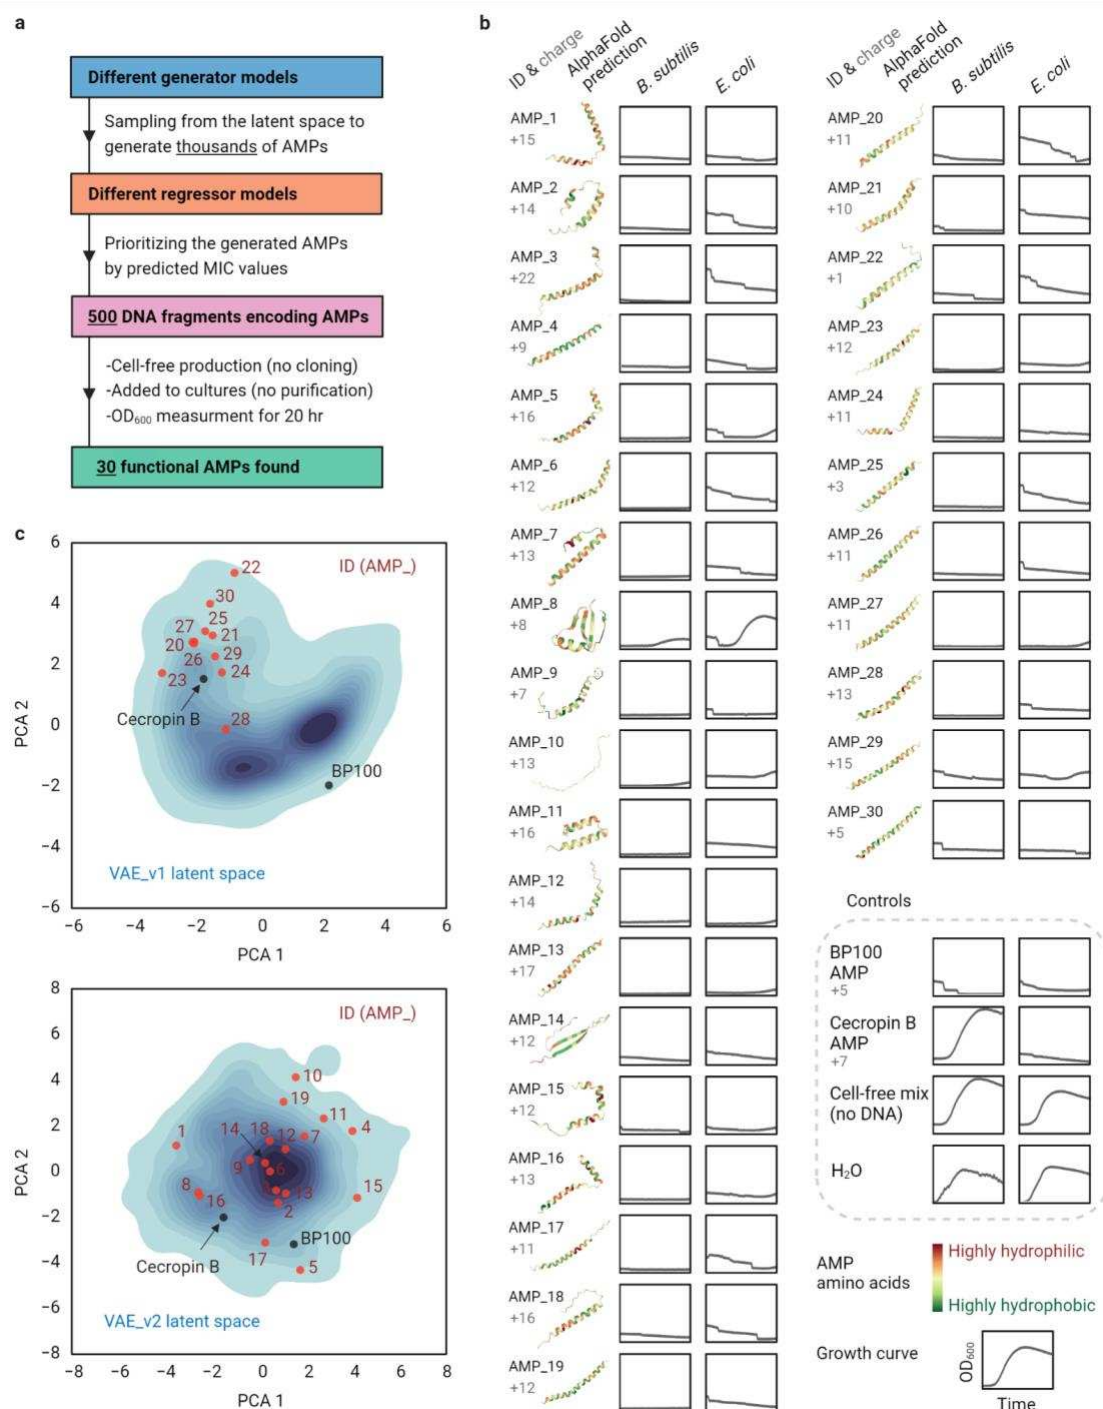 a
Different generator models
Sampling from the latent space to
generate thousands of AMPs
Different regressor models
Prioritizing the generated AMPs
by predicted MIC values
500 DNA fragments encoding AMPs
-Cell-free production (no cloning)
-Added to cultures (no purification)
-OD600 measurment for 20 hr
30 functional AMPs found
b
ID & charge
AlphaFold
prediction
B. subtilis
E. coli
AMP_1
+15
AMP_2
+14
AMP_3
+22
AMP_4
+9
AMP_5
+16
AMP_6
+12
AMP_7
+13
AMP_8
+8
AMP_9
+7
AMP_10
+13
AMP_11
+16
AMP_12
+14
AMP_13
+17
AMP_14
+12
AMP_15
+12
AMP_16
+13
AMP_17
+11
AMP_18
+16
AMP_19
+12
ID & charge
AlphaFold
prediction
B. subtilis
E. coli
AMP_20
+11
AMP_21
+10
AMP_22
+1
AMP_23
+12
AMP_24
+11
AMP_25
+3
AMP_26
+11
AMP_27
+11
AMP_28
+13
AMP_29
+15
AMP_30
+5
Controls
BP100
AMP
+5
Cecropin B
AMP
+7
Cell-free mix
(no DNA)
H2O
AMP
amino acids
Highly hydrophilic
Highly hydrophobic
Growth curve
OD600
Time
c
ID (AMP_)
22
30
25
27
21
20
29
26
24
23
Cecropin B
28
BP100
VAE_v1 latent space
6
4
2
0
−2
−4
−6
PCA 2
−6
−4
−2
0
2
4
6
PCA 1
ID (AMP_)
10
19
11
4
14
18
12
7
1
9
6
8
16
13
15
2
Cecropin B
17
BP100
5
VAE_v2 latent space
8
6
4
2
0
−2
−4
−6
−8
PCA 2
−8
−6
−4
−2
0
2
4
6
8
PCA 1